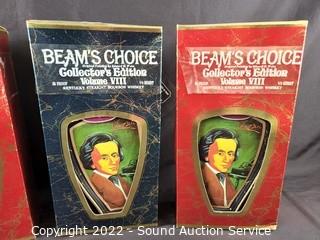 BEAM'S CHOICE
Collector's Edition
Volume VIII
KENTUCKY STRAIGHT BOURBON WHISKEY
BEAM'S CHOICE
Collector's Edition
Volume VIII
KENTUCKY STRAIGHT BOURBON WHISKEY
Copyright 2022 - Sound Auction Service